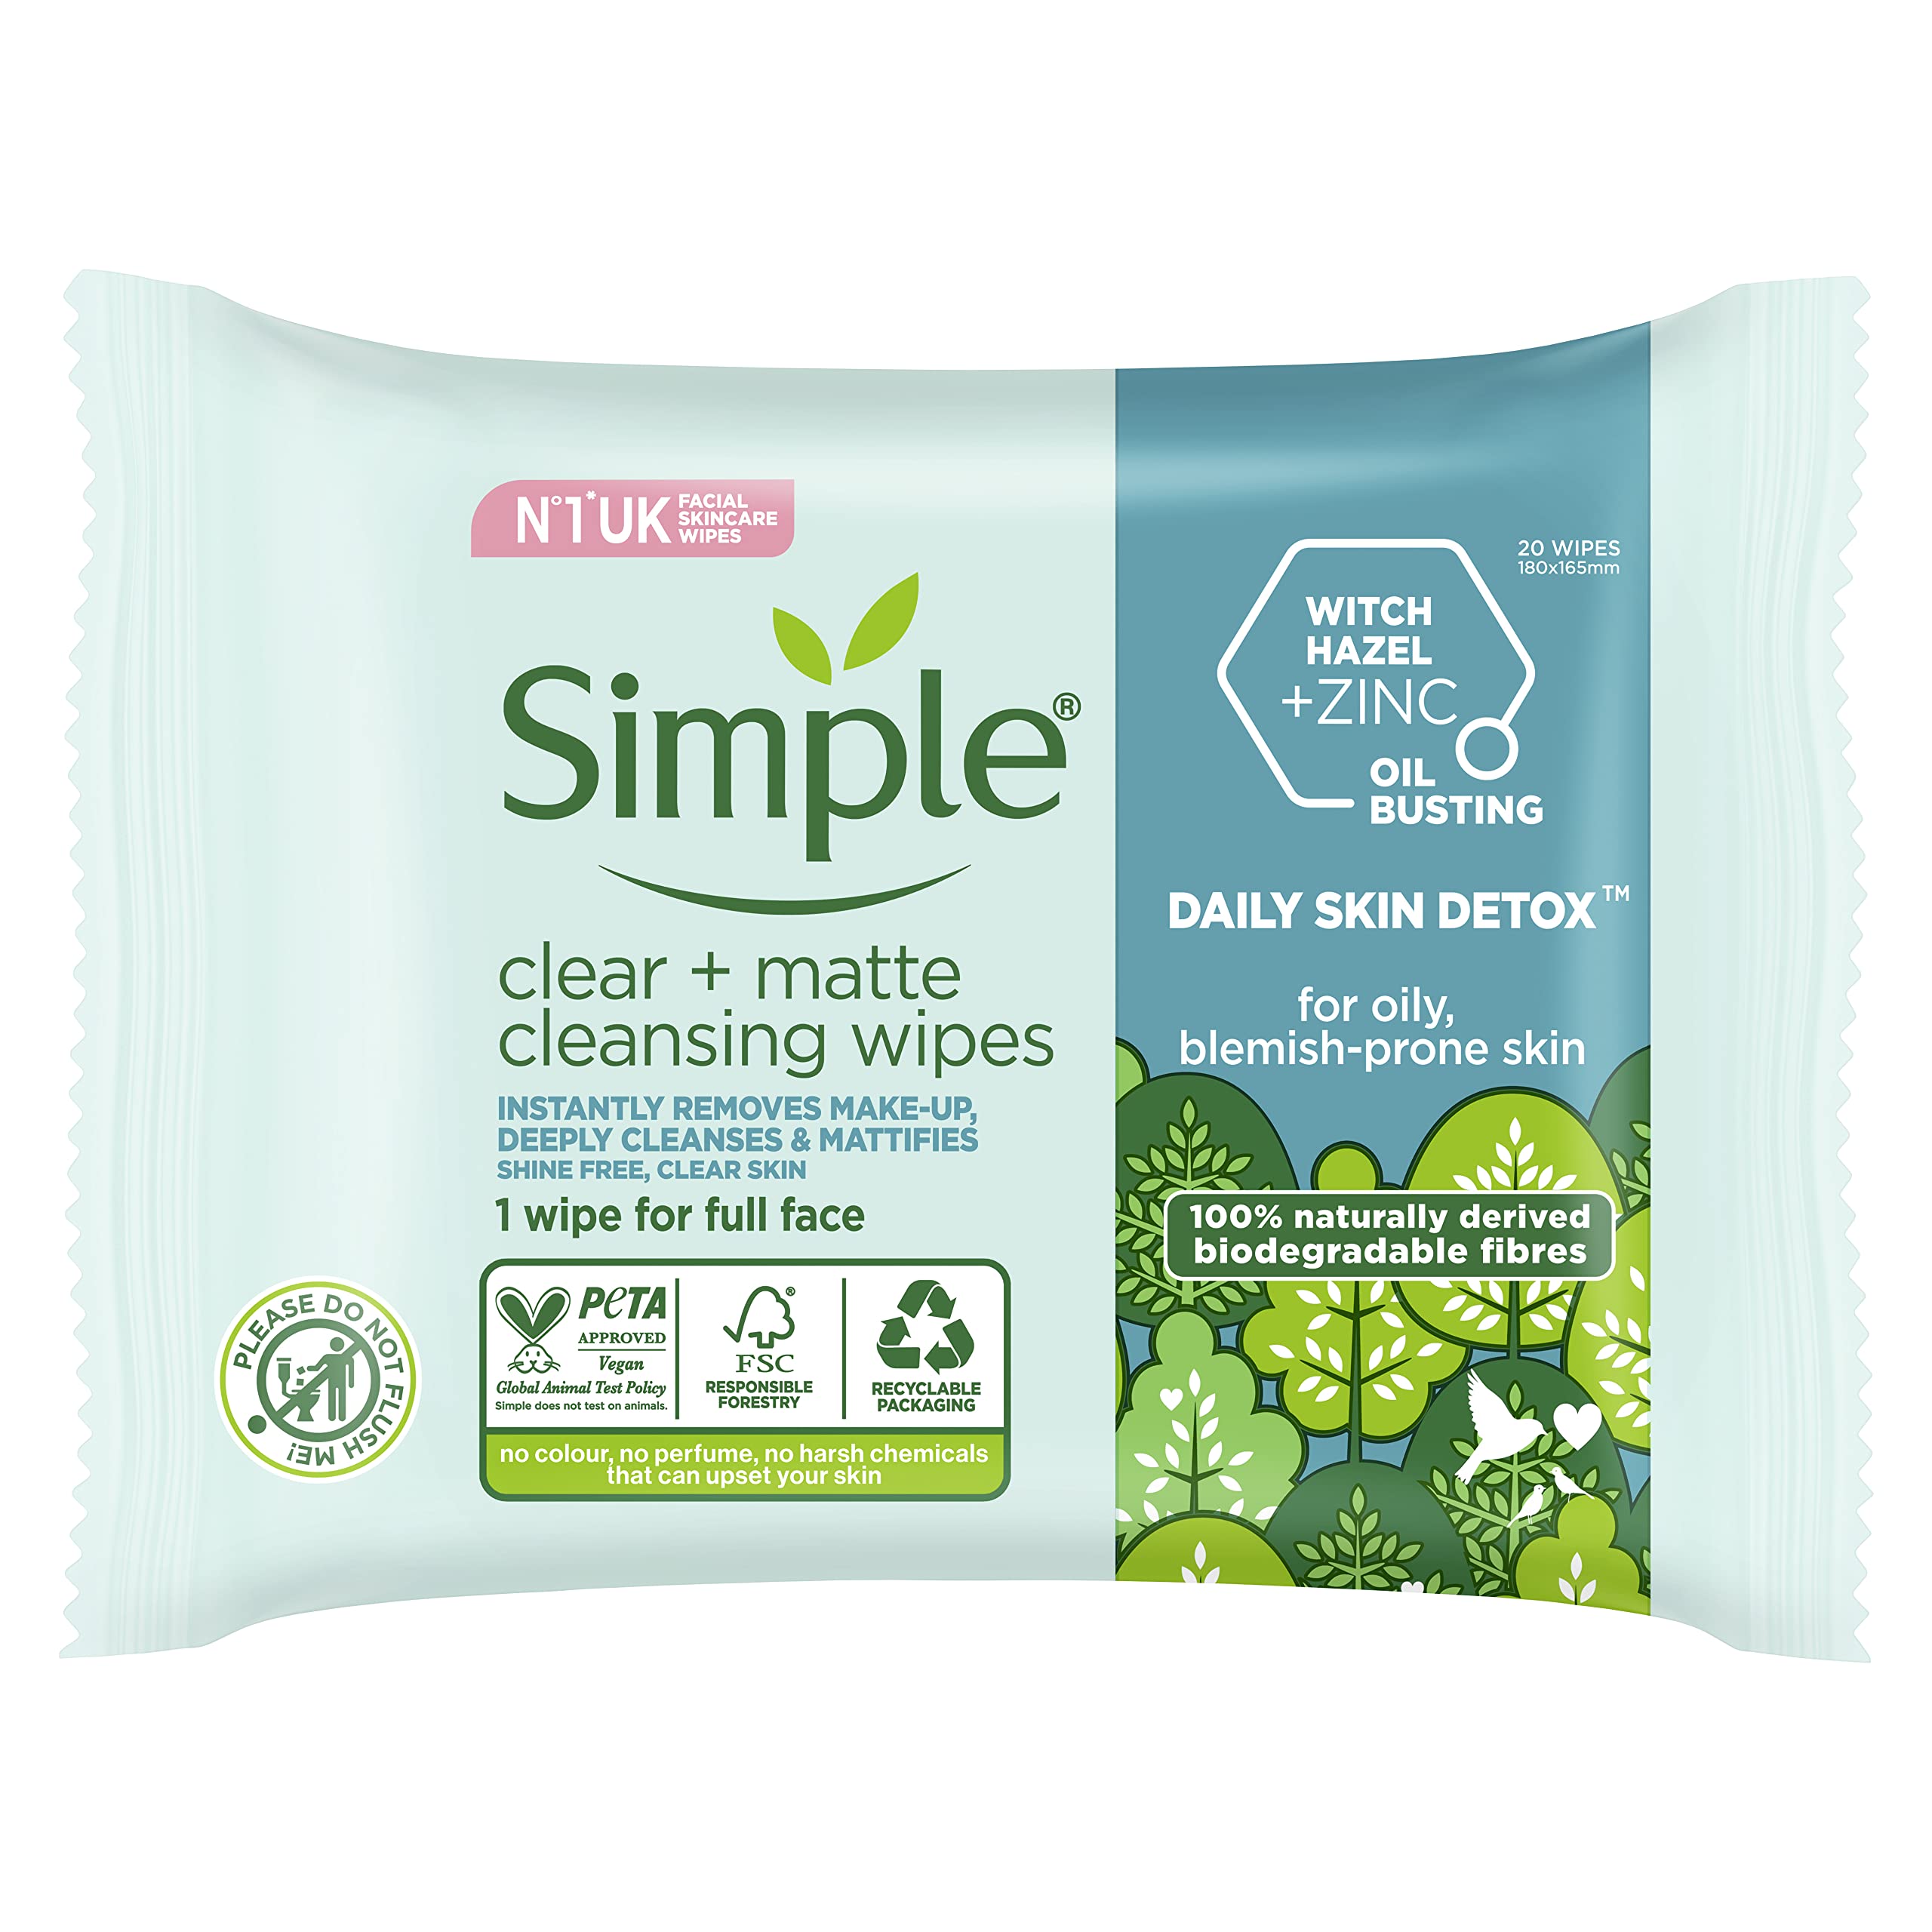 N°1* UK FACIAL
SKINCARE
WIPES
Simple®
clear + matte
cleansing wipes
INSTANTLY REMOVES MAKE-UP,
DEEPLY CLEANSES & MATTIFIES
SHINE FREE, CLEAR SKIN
1 wipe for full face
PLEASE DO NOT FLUSH ME!
PeTA
APPROVED
Vegan
Global Animal Test Policy
Simple does not test on animals.
®
FSC
RESPONSIBLE
FORESTRY
RECYCLABLE
PACKAGING
no colour, no perfume, no harsh chemicals
that can upset your skin
20 WIPES
180x165mm
WITCH
HAZEL
+ZINC
OIL
BUSTING
DAILY SKIN DETOX™
for oily,
blemish-prone skin
100% naturally derived
biodegradable fibres